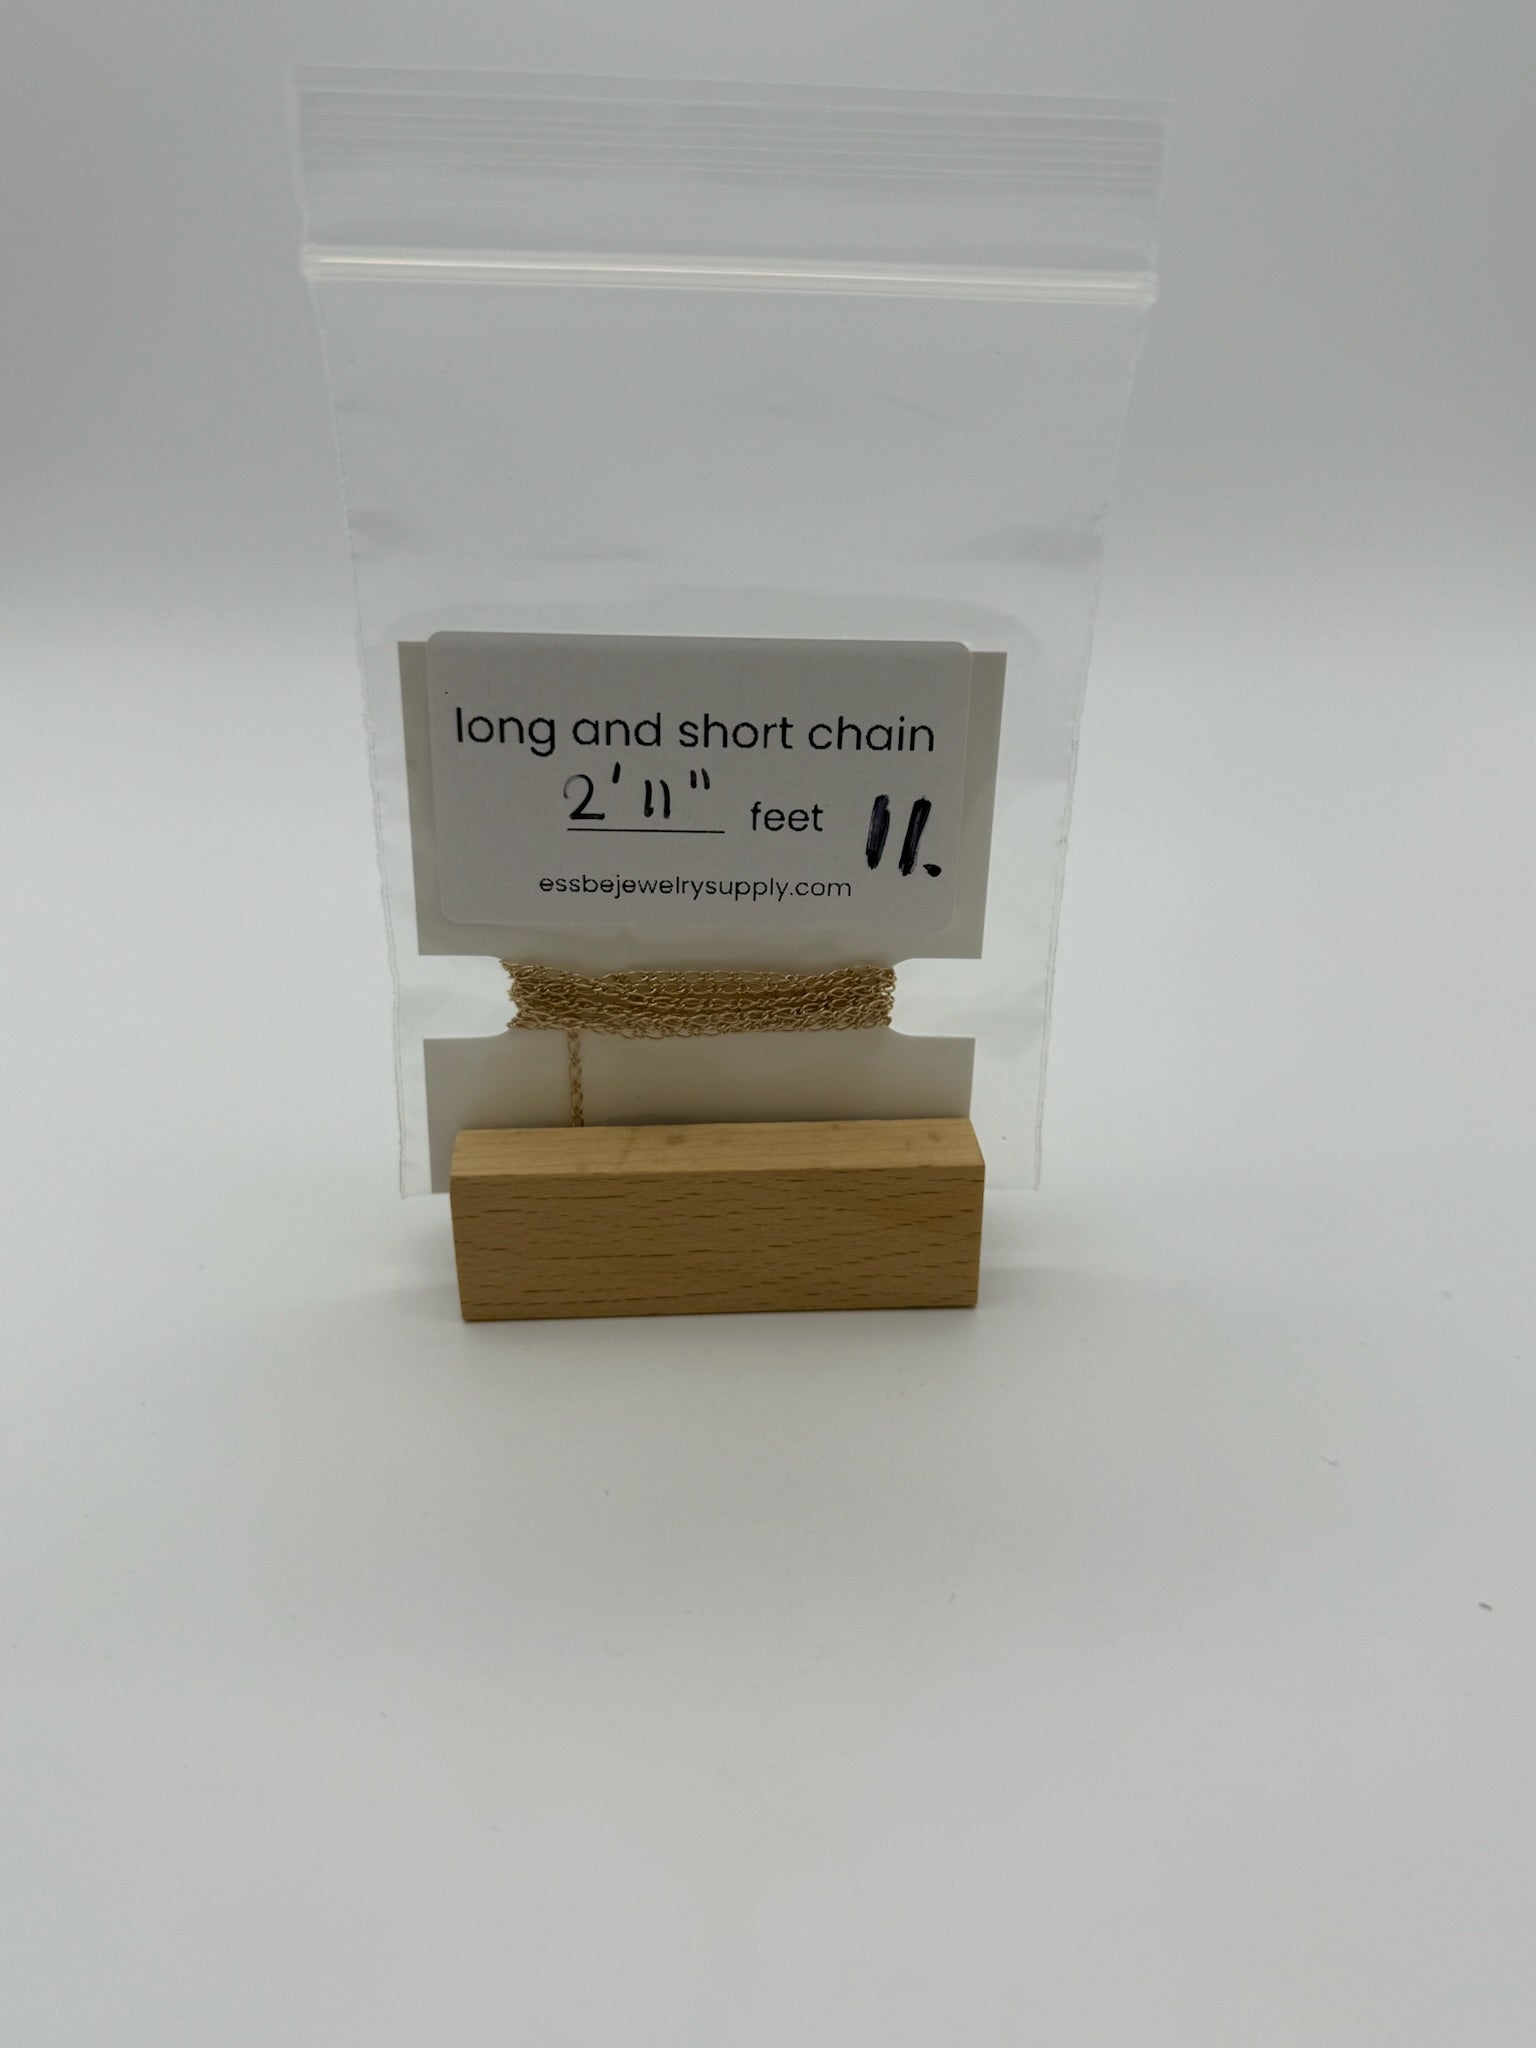 long and short chain
2' 11" feet 11.
essbejewelrysupply.com